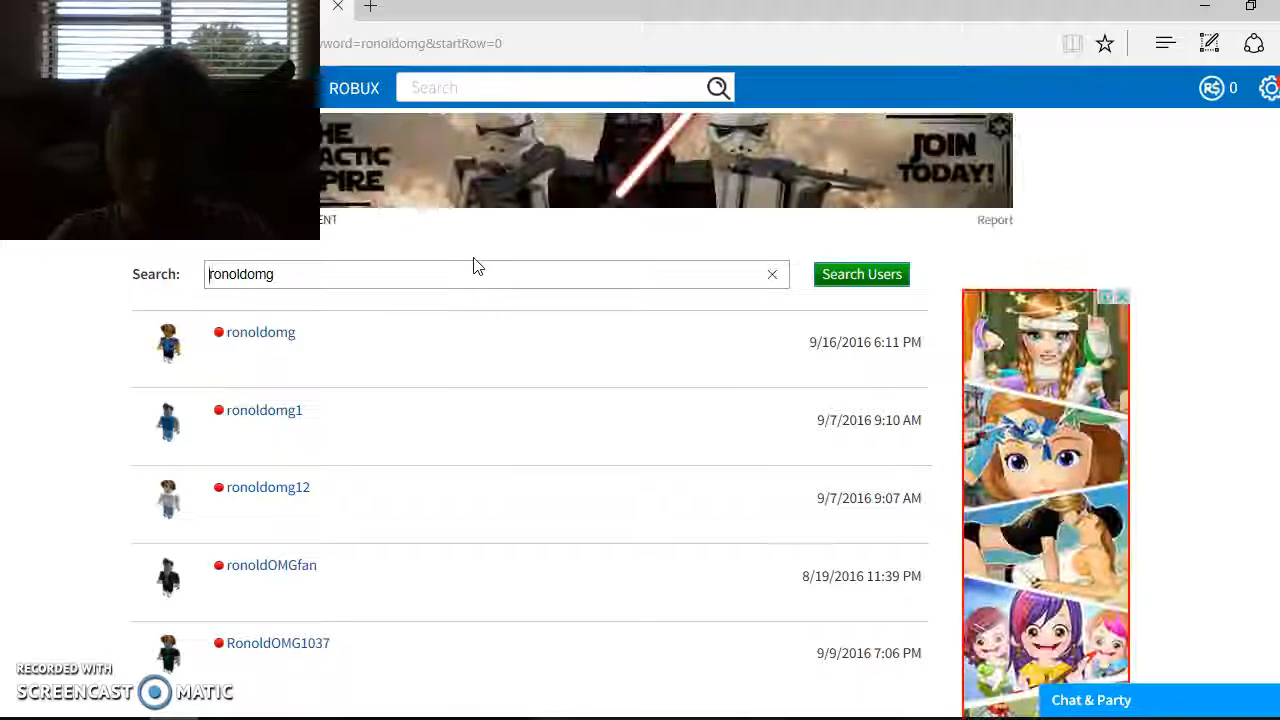 yword=ronoldomg&startRow=0
ROBUX
Search
R$ 0
THE
ACTIC
PIRE
JOIN
TODAY!
ENT
Report
Search:
ronoldomg
Search Users
ronoldomg
9/16/2016 6:11 PM
ronoldomg1
9/7/2016 9:10 AM
ronoldomg12
9/7/2016 9:07 AM
ronoldOMGfan
8/19/2016 11:39 PM
RonoldOMG1037
9/9/2016 7:06 PM
RECORDED WITH
SCREENCAST MATIC
Chat & Party